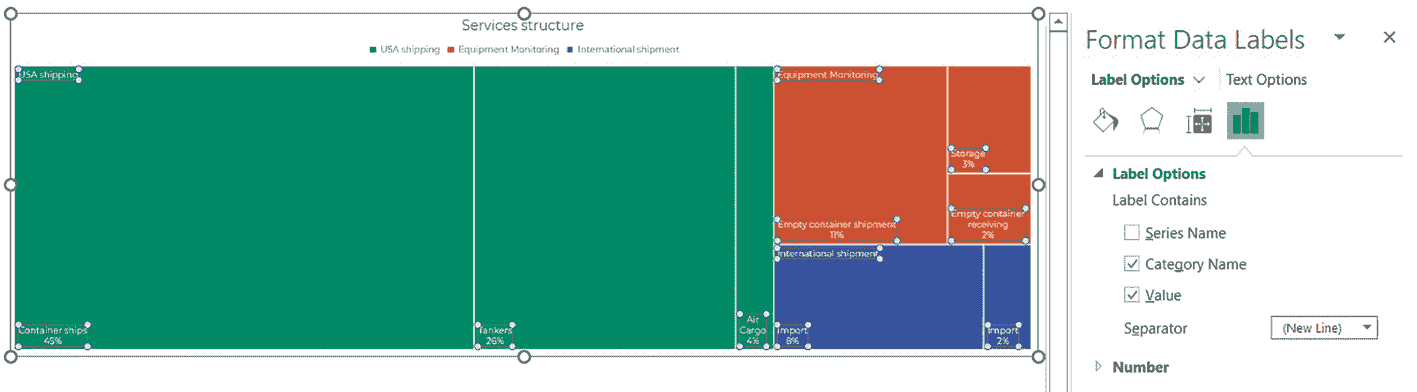 Services structure
USA shipping Equipment Monitoring International shipment
USA shipping
Container ships
45%
Tankers
26%
Air
Cargo
4%
Equipment Monitoring
Empty container shipment
11%
Storage
3%
Empty container
receiving
2%
International shipment
Import
8%
Import
2%
Format Data Labels
Label Options Text Options
Label Options
Label Contains
Series Name
Category Name
Value
Separator (New Line)
Number